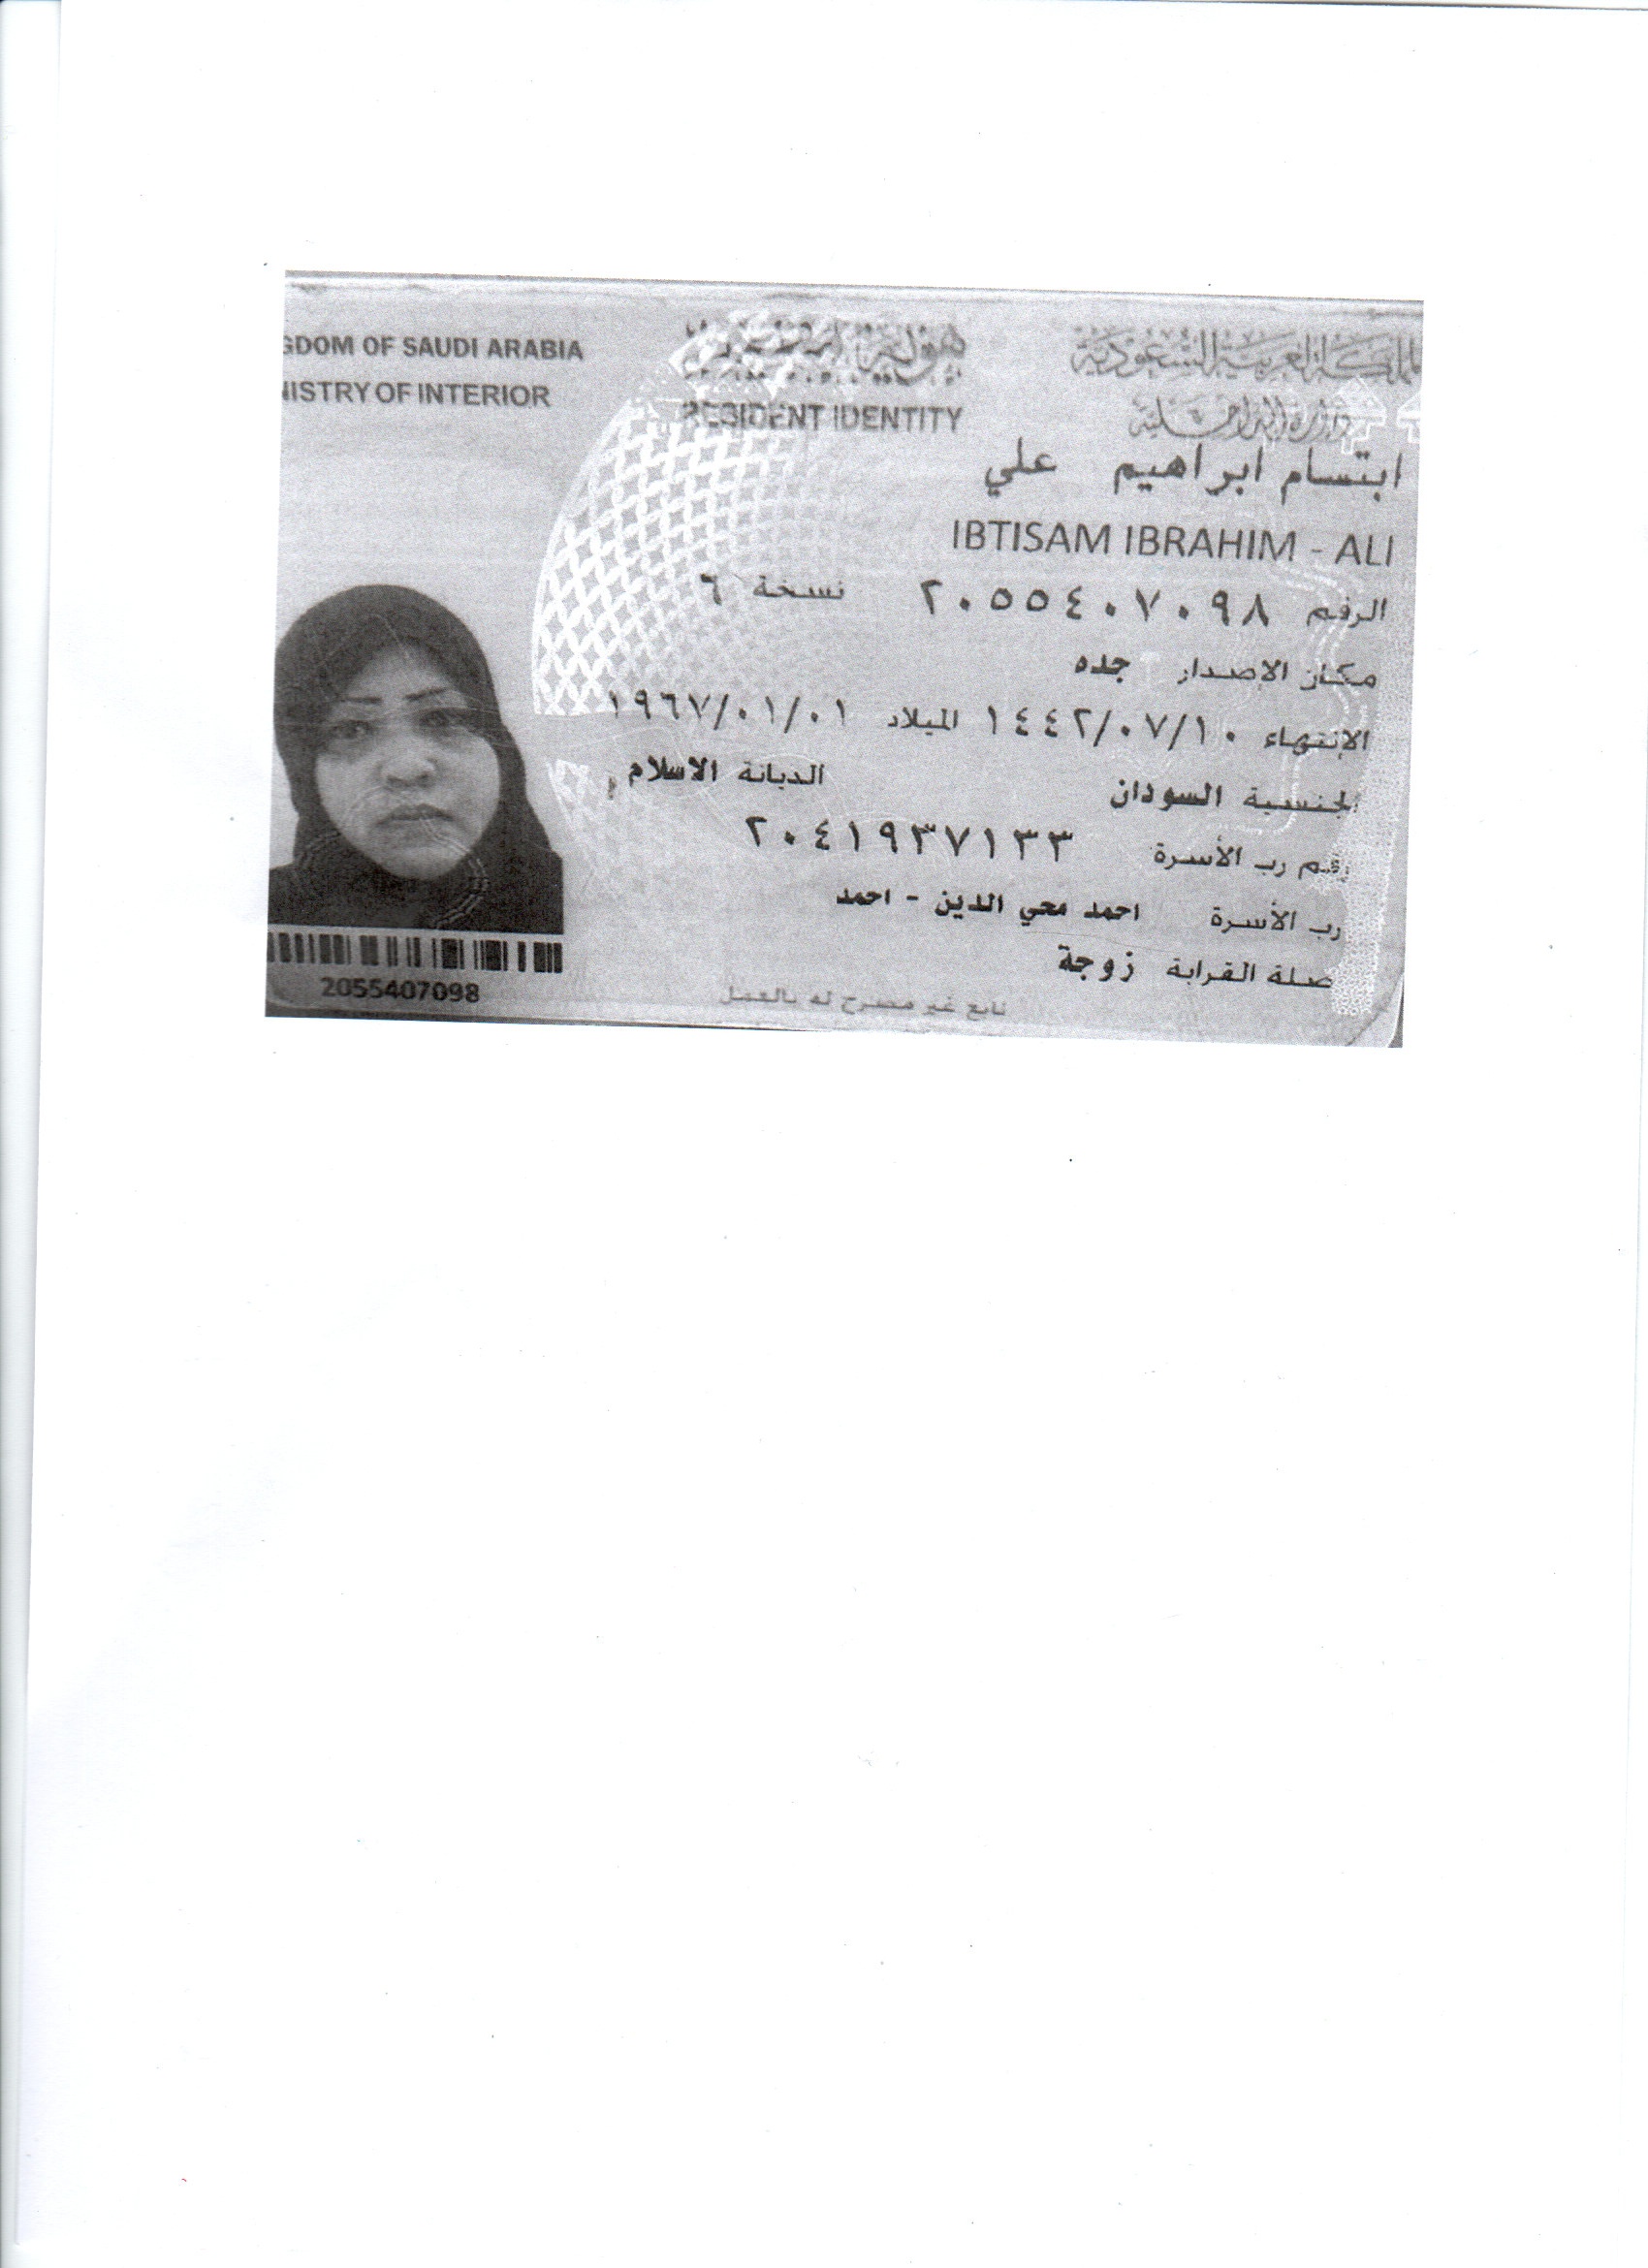 المملكة العربية السعودية
وزارة الداخلية
هوية مقيم
RESIDENT IDENTITY
GDOM OF SAUDI ARABIA
NISTRY OF INTERIOR
ابتسام ابراهيم علي
IBTISAM IBRAHIM - ALI
الرقم ٢٠٥٥٤٠٧٠٩٨ نسخة ٦
مكان الإصدار جده
الإنتهاء ١٤٤٢/٠٧/١٠ الميلاد ١٩٦٧/٠١/٠١
الجنسية السودان الديانة الاسلام
رقم رب الأسرة ٢٠٤١٩٣٧١٣٣
رب الأسرة احمد محي الدين - احمد
صلة القرابة زوجة
تابع غير مصرح له بالعمل
2055407098